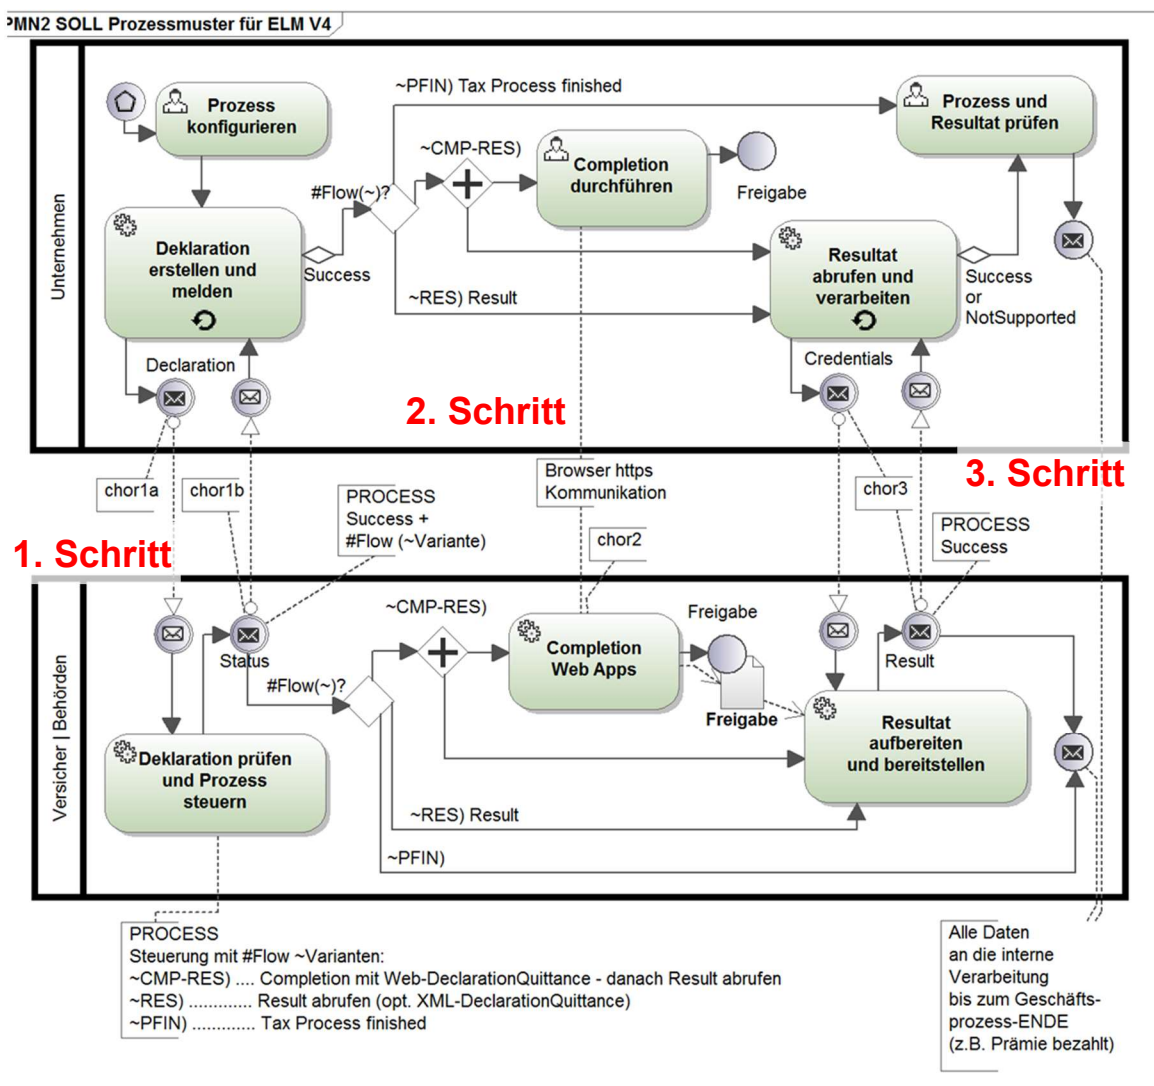 PMN2 SOLL Prozessmuster für ELM V4
Unternehmen
Prozess
konfigurieren
~PFIN) Tax Process finished
Prozess und
Resultat prüfen
~CMP-RES)
Completion
durchführen
Freigabe
#Flow(~)?
Deklaration
erstellen und
melden
Success
Resultat
abrufen und
verarbeiten
Success
or
NotSupported
~RES) Result
Declaration
Credentials
2. Schritt
3. Schritt
chor1a
chor1b
PROCESS
Success +
#Flow (~Variante)
Browser https
Kommunikation
chor2
chor3
PROCESS
Success
1. Schritt
Versicher | Behörden
Status
~CMP-RES)
#Flow(~)?
Completion
Web Apps
Freigabe
Freigabe
Result
Deklaration prüfen
und Prozess
steuern
Resultat
aufbereiten
und bereitstellen
~RES) Result
~PFIN)
PROCESS
Steuerung mit #Flow ~Varianten:
~CMP-RES) .... Completion mit Web-DeclarationQuittance - danach Result abrufen
~RES) ............. Result abrufen (opt. XML-DeclarationQuittance)
~PFIN) ............. Tax Process finished
Alle Daten
an die interne
Verarbeitung
bis zum Geschäfts-
prozess-ENDE
(z.B. Prämie bezahlt)